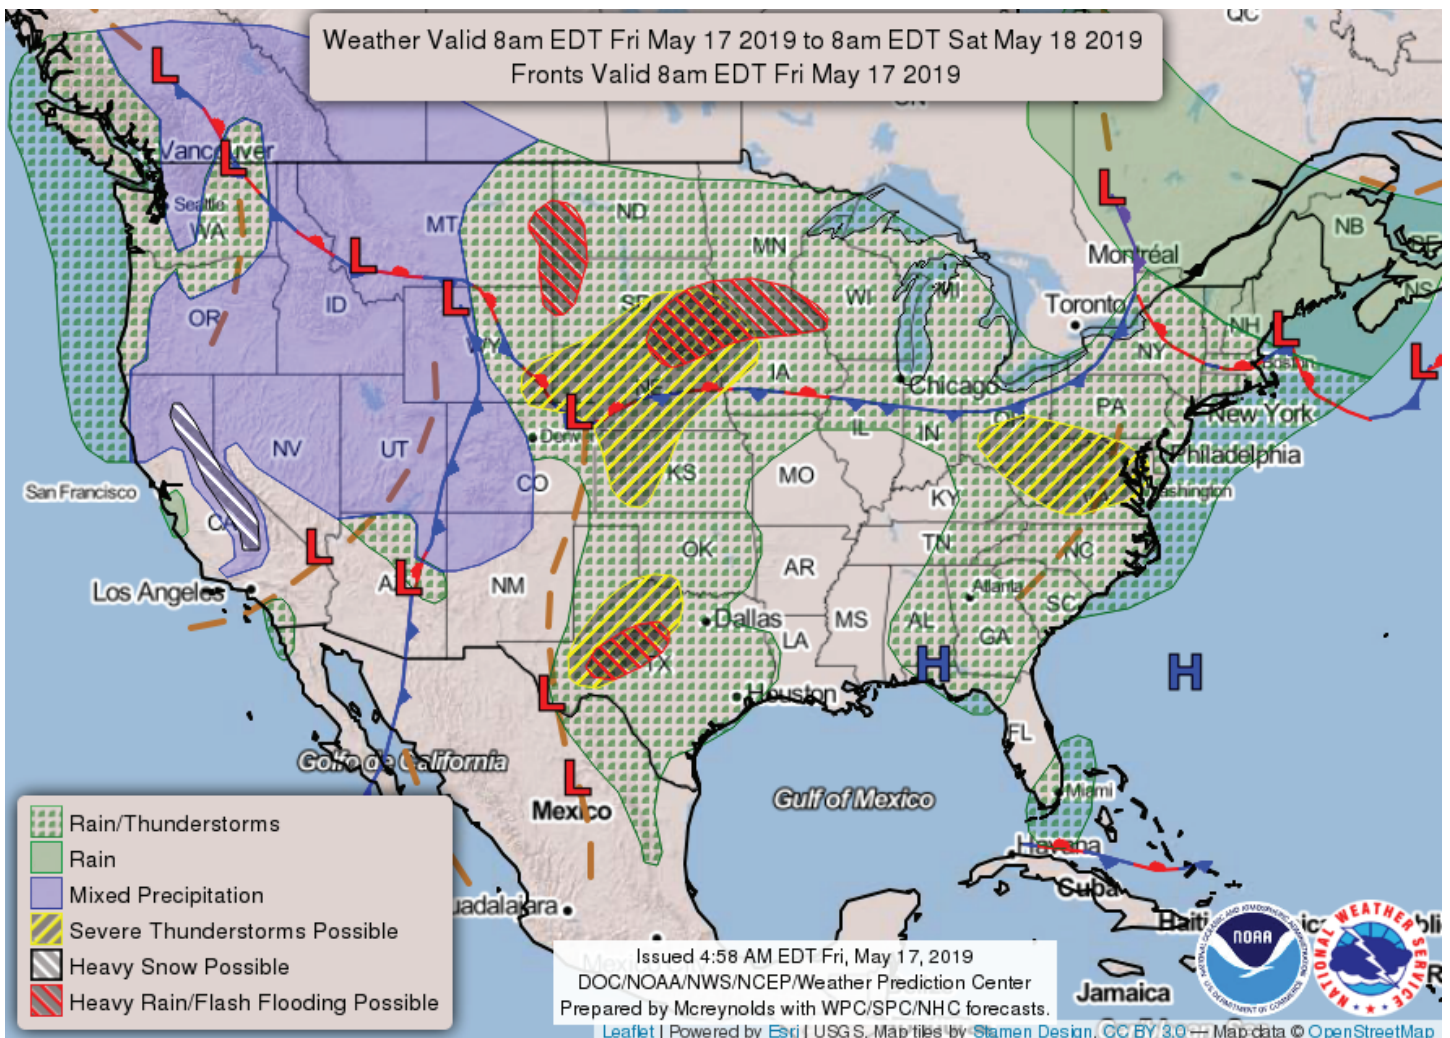 QC
Weather Valid 8am EDT Fri May 17 2019 to 8am EDT Sat May 18 2019
Fronts Valid 8am EDT Fri May 17 2019
L
Vancouver
L
Seattle
WA
MT
ND
MN
L
Montréal
NB
NS
L
L
OR
ID
WY
WI
MI
Toronto
NH
NY
L
Boston
L
NE
IA
Chicago
L
PA
New York
Philadelphia
Washington
Denver
NV
UT
CO
KS
MO
IL
IN
KY
San Francisco
CA
L
L
Los Angeles
NM
OK
AR
TN
NC
Atlanta
SC
Dallas
LA
MS
AL
GA
TX
H
H
L
Houston
FL
Golfo de California
L
Mexico
Gulf of Mexico
Miami
Havana
Cuba
Jamaica
Rain/Thunderstorms
Rain
Mixed Precipitation
Severe Thunderstorms Possible
Heavy Snow Possible
Heavy Rain/Flash Flooding Possible
Issued 4:58 AM EDT Fri, May 17, 2019
DOC/NOAA/NWS/NCEP/Weather Prediction Center
Prepared by Mcreynolds with WPC/SPC/NHC forecasts.
Leaflet | Powered by Esri | USGS, Map tiles by Stamen Design, CC BY 3.0 — Map data © OpenStreetMap
NOAA
NATIONAL WEATHER SERVICE